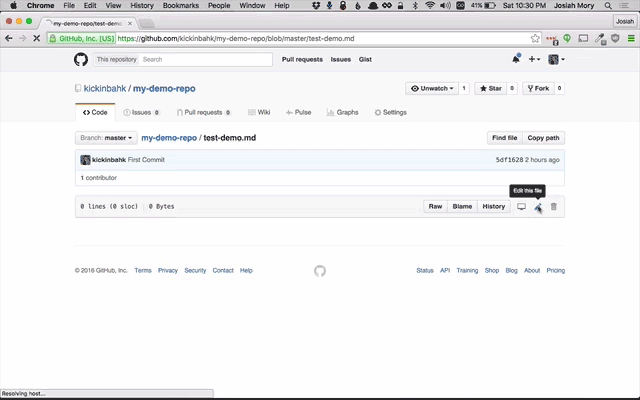 Chrome File Edit View History Bookmarks People Window Help 41% Sat 10:30 PM Josiah Mory
my-demo-repo/test-demo.m Josiah
GitHub, Inc. [US] https://github.com/kickinbahk/my-demo-repo/blob/master/test-demo.md
This repository Search Pull requests Issues Gist
kickinbahk / my-demo-repo Unwatch 1 Star 0 Fork 0
Code Issues 0 Pull requests 0 Wiki Pulse Graphs Settings
Branch: master my-demo-repo / test-demo.md Find file Copy path
kickinbahk First Commit 5df1628 2 hours ago
1 contributor
Edit this file
0 lines (0 sloc) 0 Bytes Raw Blame History
© 2016 GitHub, Inc. Terms Privacy Security Contact Help Status API Training Shop Blog About Pricing
Resolving host...